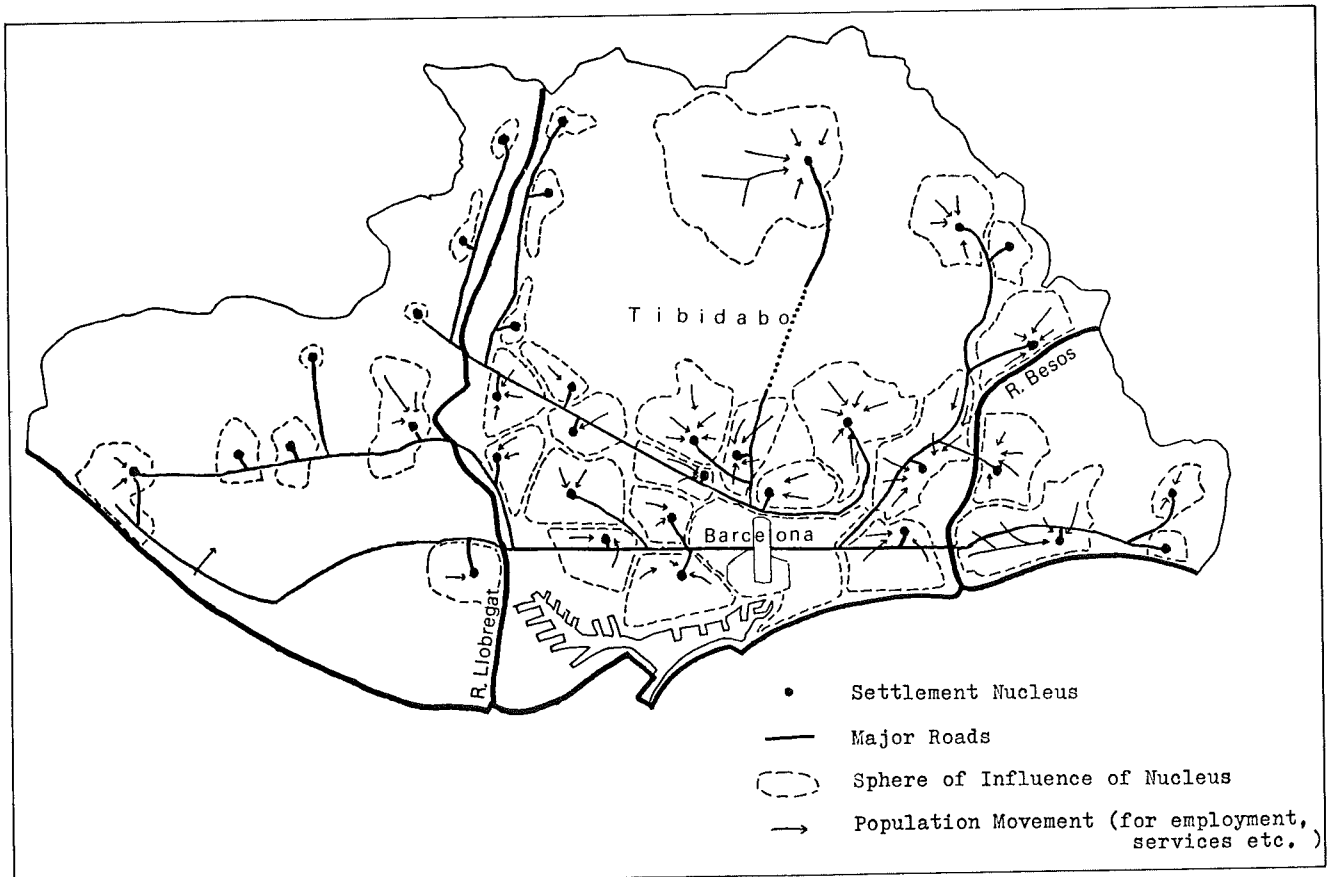 Tibidabo
R. Besos
Barcelona
R. Llobregat
Settlement Nucleus
Major Roads
Sphere of Influence of Nucleus
Population Movement (for employment,
services etc. )